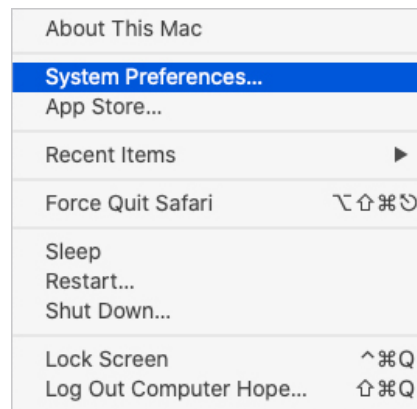 About This Mac
System Preferences...
App Store...
Recent Items ▶
Force Quit Safari ⌥⇧⌘⎋
Sleep
Restart...
Shut Down...
Lock Screen ^⌘Q
Log Out Computer Hope... ⇧⌘Q